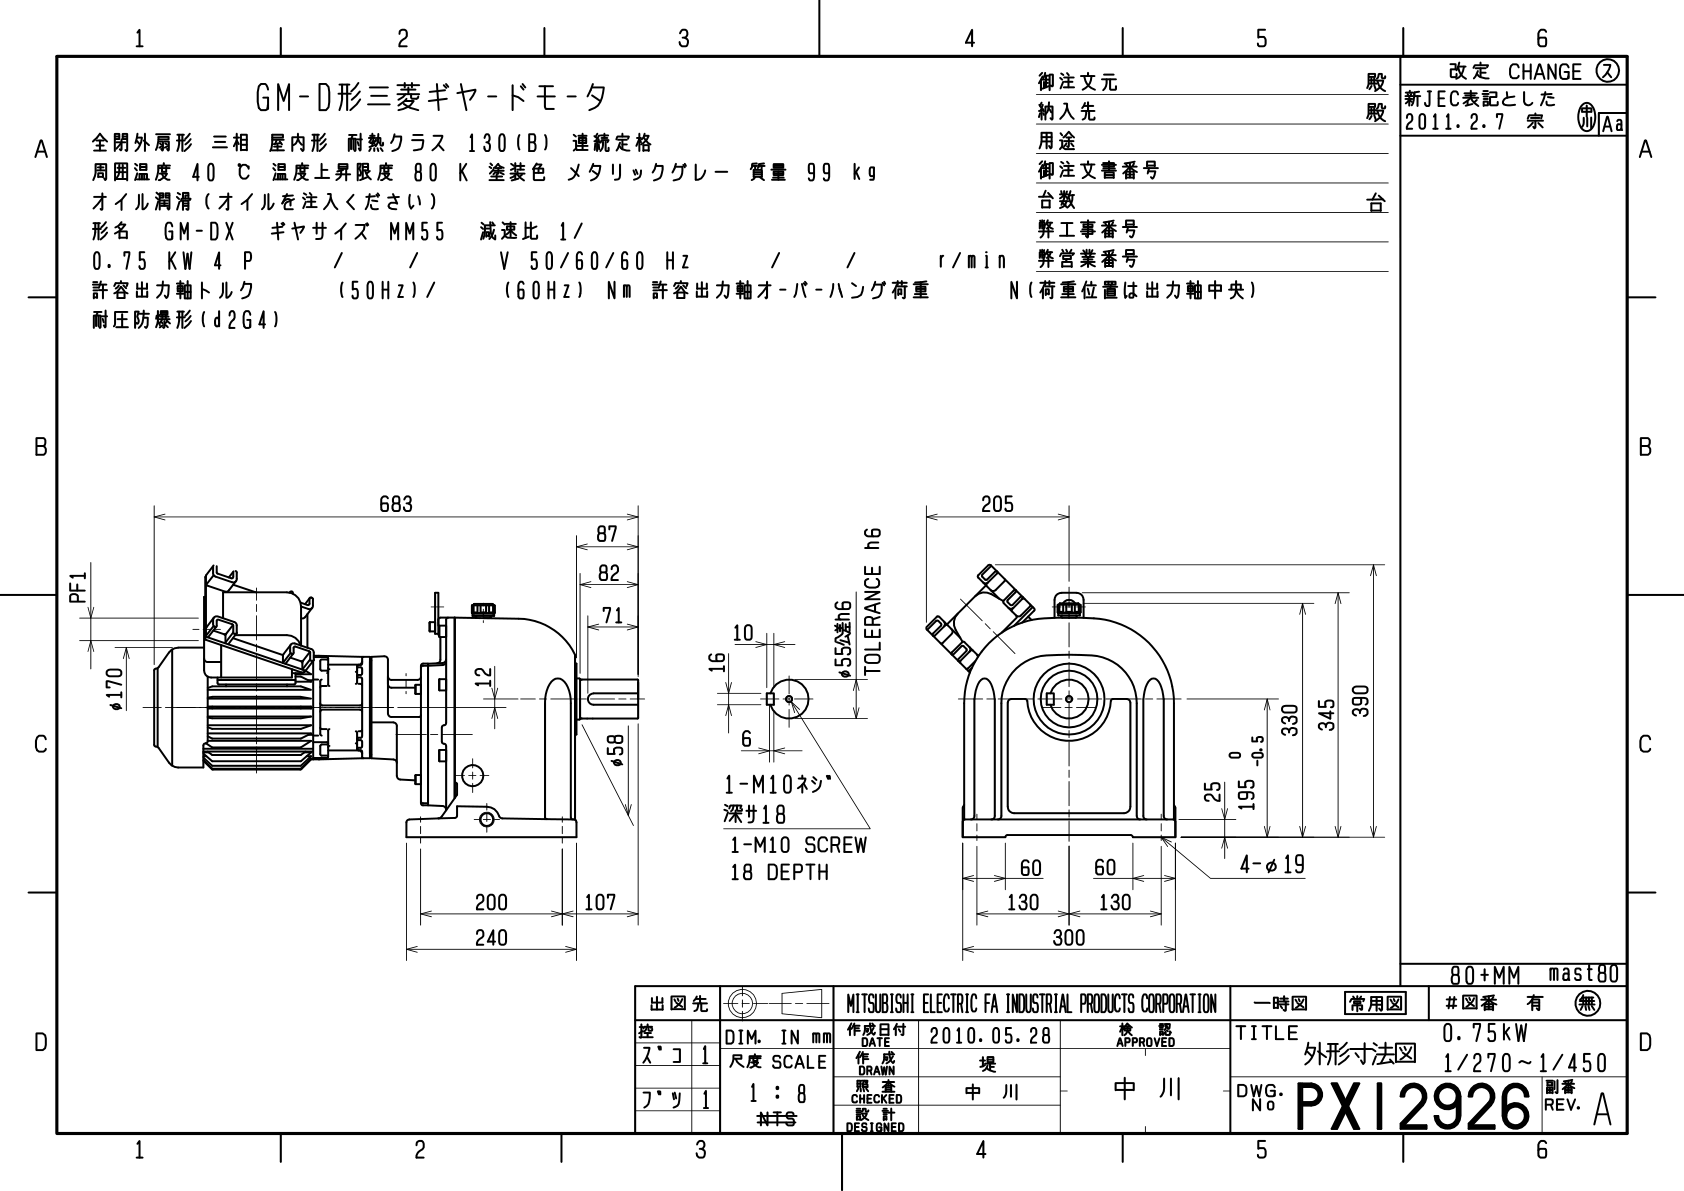 1 2 3 4 5 6
GM-D形三菱ギヤードモータ
全閉外扇形 三相 屋内形 耐熱クラス 130(B) 連続定格
周囲温度 40 ℃ 温度上昇限度 80 K 塗装色 メタリックグレー 質量 99 kg
オイル潤滑(オイルを注入ください)
形名 GM-DX ギヤサイズ MM55 減速比 1/
0.75 KW 4 P / / V 50/60/60 Hz / / r/min
許容出力軸トルク (50Hz)/ (60Hz) Nm 許容出力軸オーバーハング荷重 N(荷重位置は出力軸中央)
耐圧防爆形(d2G4)
御注文元 殿
納入先 殿
用途
御注文書番号
台数 台
弊工事番号
弊営業番号
改定 CHANGE ス
新JEC表記とした
2011.2.7 宗 中川 Aa
A A
B B
C C
D D
683
87
82
71
PF1
φ170
12
φ58
200 107
240
10
16
6
φ55公差h6
TOLERANCE h6
1-M10ネジ
深サ18
1-M10 SCREW
18 DEPTH
205
390
345
330
195 0 -0.5
25
4-φ19
60 60
130 130
300
80+MM mast80
出図先
控
ズコ 1
ブツ 1
DIM. IN mm
尺度 SCALE
1 : 8
NTS
MITSUBISHI ELECTRIC FA INDUSTRIAL PRODUCTS CORPORATION
作成日付 DATE 2010.05.28
作成 DRAWN 堤
照査 CHECKED 中川
設計 DESIGNED
検認 APPROVED
中川
一時図 常用図 #図番 有 無
TITLE 外形寸法図
0.75kW
1/270~1/450
DWG. No PX12926
副番 REV. A
1 2 3 4 5 6